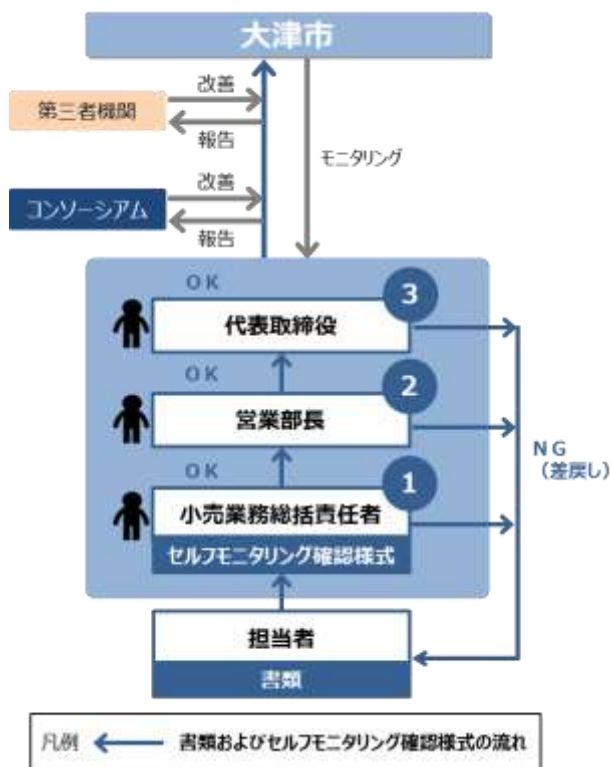 大津市
改善
第三者機関
報告
モニタリング
改善
コンソーシアム
報告
OK
3
代表取締役
OK
2
営業部長
NG
(差戻し)
OK
1
小売業務総括責任者
セルフモニタリング確認様式
担当者
書類
凡例
書類およびセルフモニタリング確認様式の流れ